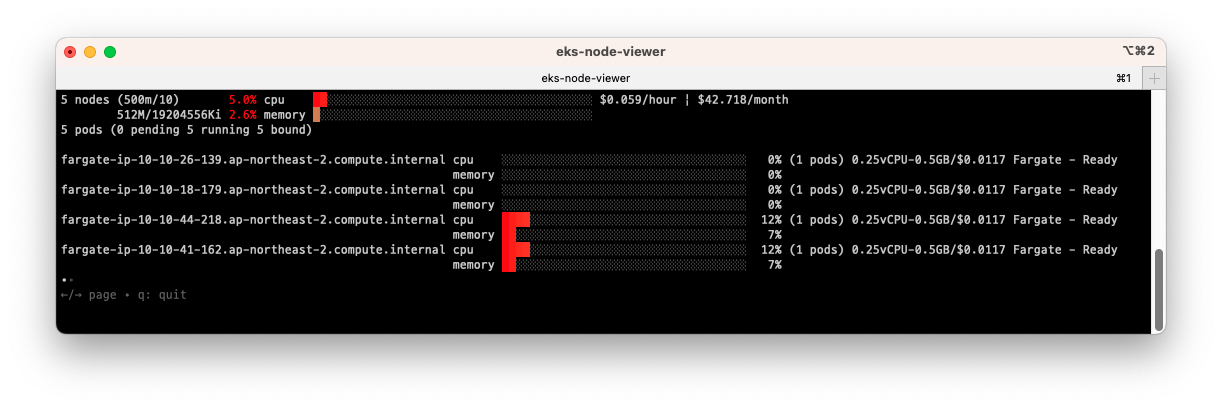 eks-node-viewer
⌥⌘2
eks-node-viewer
⌘1
5 nodes (500m/10) 5.0% cpu $0.059/hour | $42.718/month
512M/19204556Ki 2.6% memory
5 pods (0 pending 5 running 5 bound)
fargate-ip-10-10-26-139.ap-northeast-2.compute.internal cpu 0% (1 pods) 0.25vCPU-0.5GB/$0.0117 Fargate - Ready
memory 0%
fargate-ip-10-10-18-179.ap-northeast-2.compute.internal cpu 0% (1 pods) 0.25vCPU-0.5GB/$0.0117 Fargate - Ready
memory 0%
fargate-ip-10-10-44-218.ap-northeast-2.compute.internal cpu 12% (1 pods) 0.25vCPU-0.5GB/$0.0117 Fargate - Ready
memory 7%
fargate-ip-10-10-41-162.ap-northeast-2.compute.internal cpu 12% (1 pods) 0.25vCPU-0.5GB/$0.0117 Fargate - Ready
memory 7%
••
←/→ page • q: quit